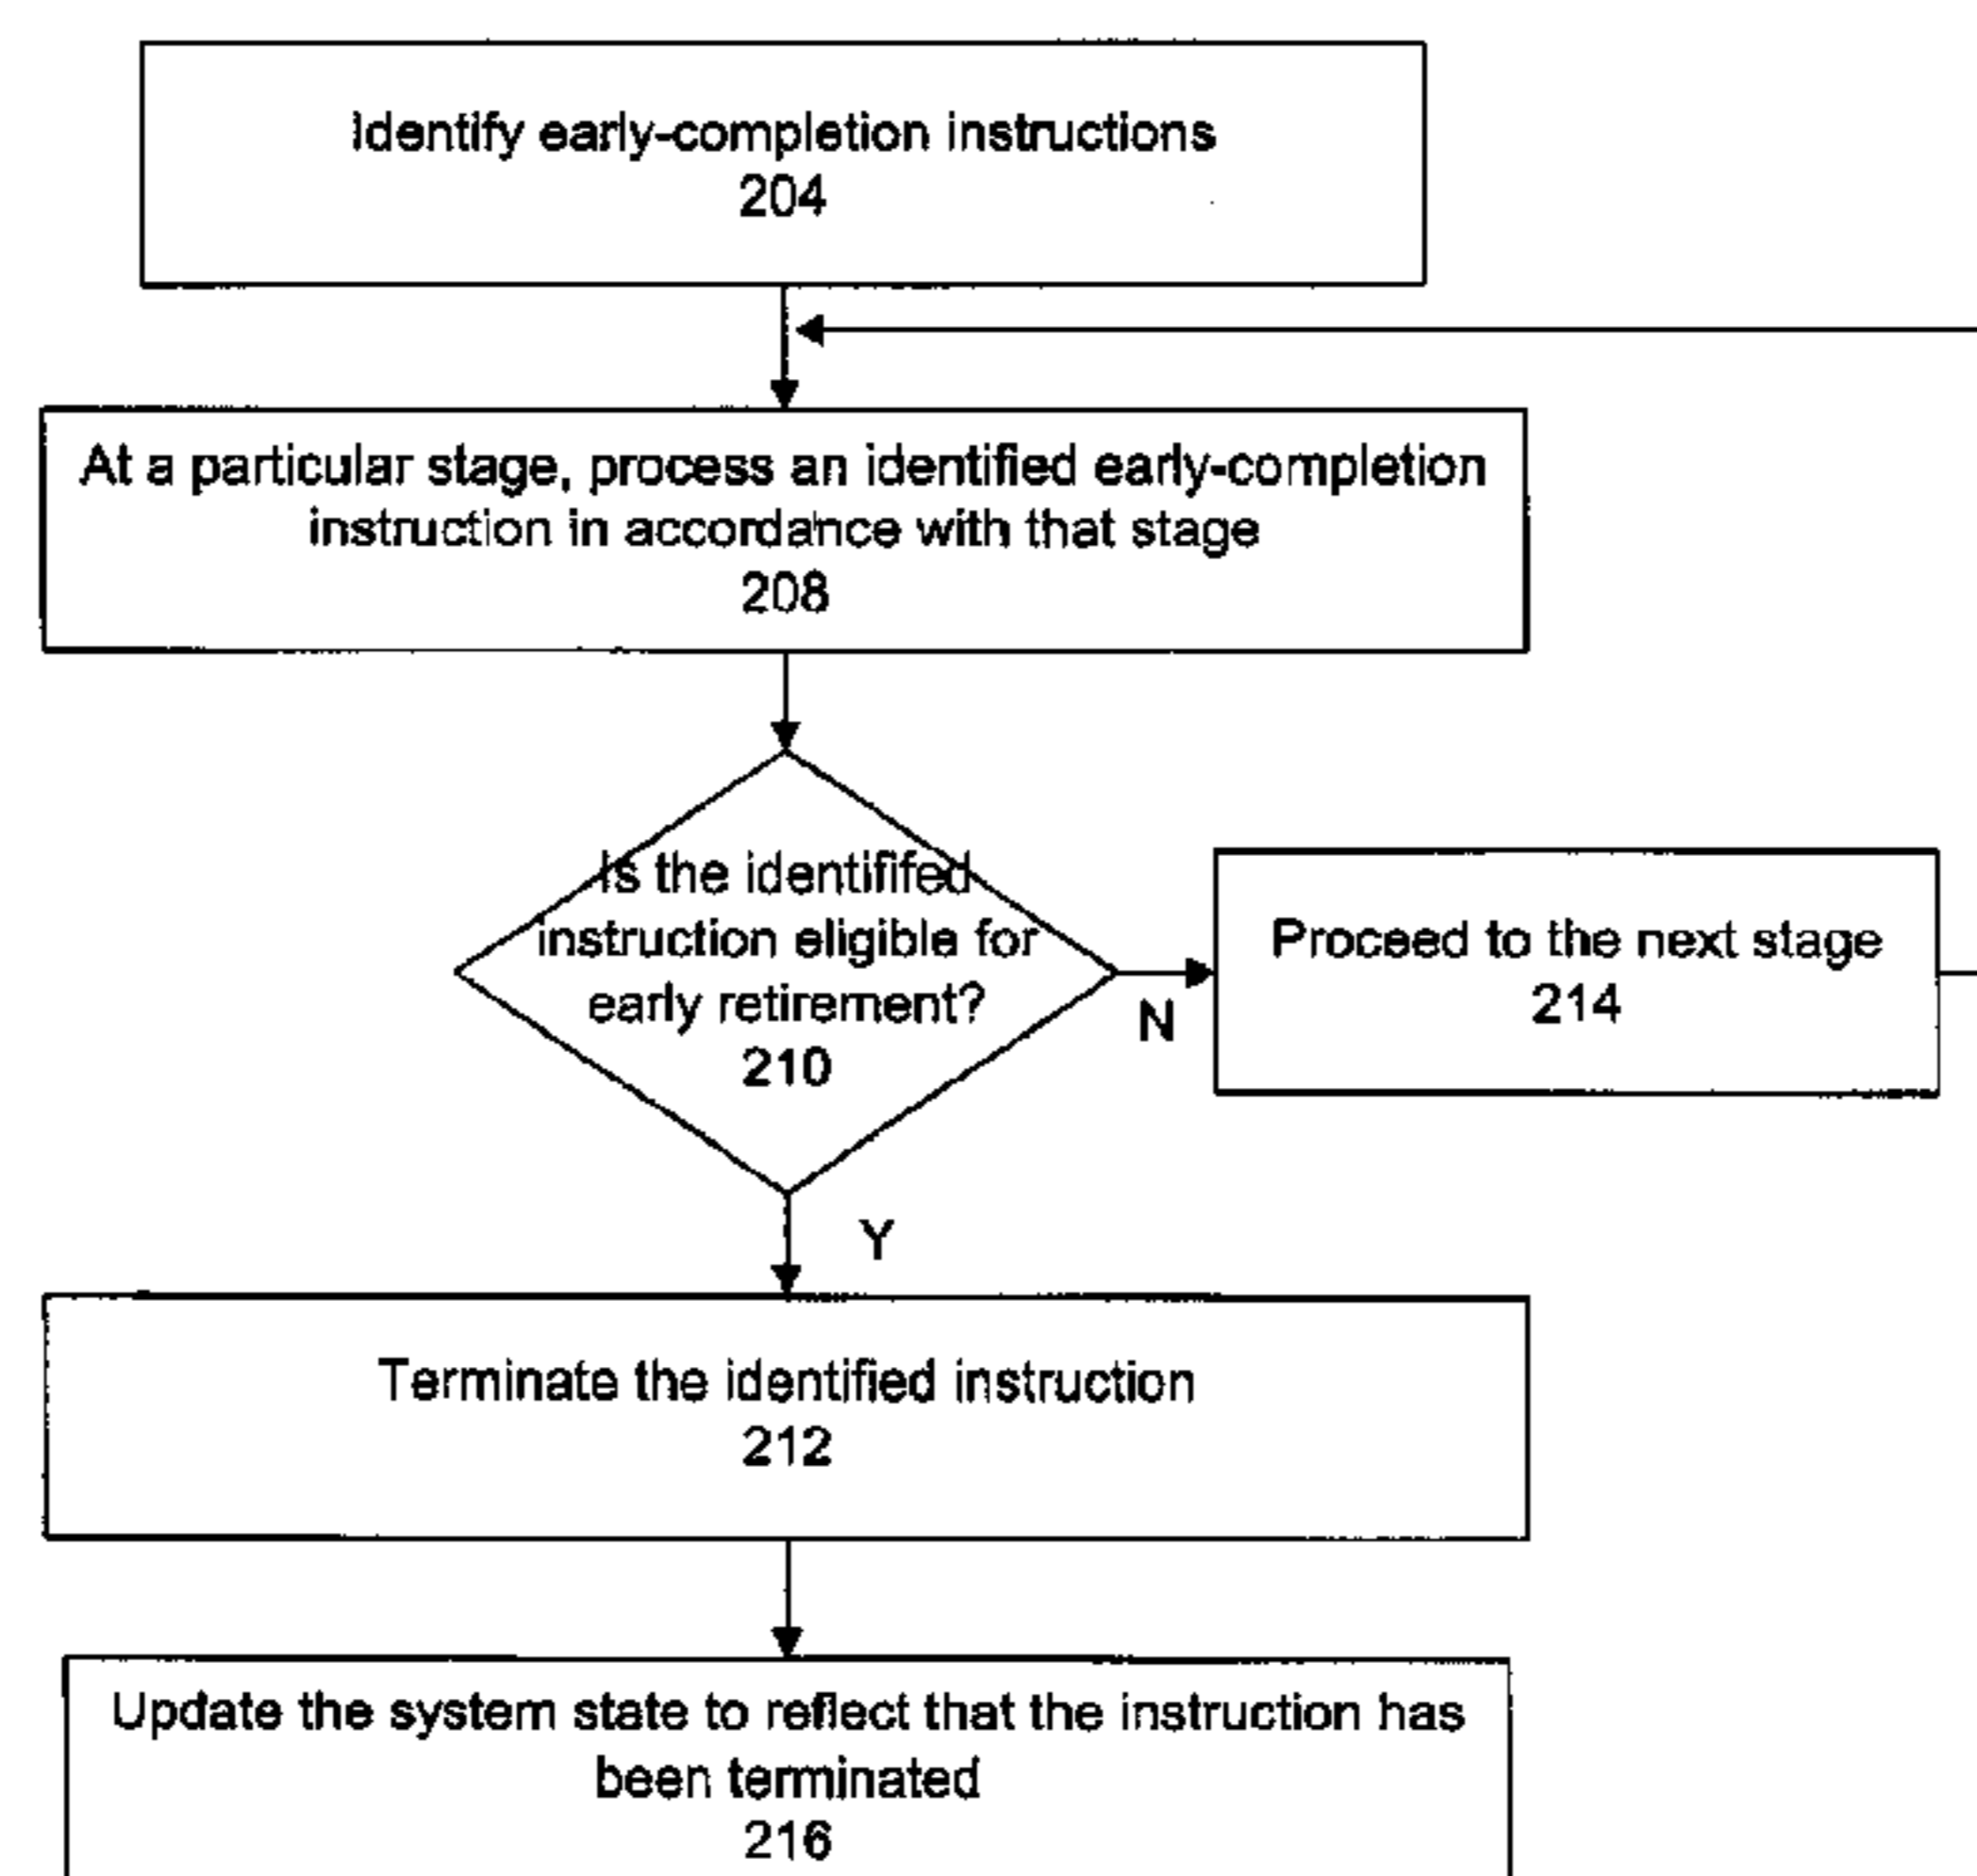 Identify early-completion instructions
204
At a particular stage, process an identified early-completion
instruction in accordance with that stage
208
Is the identififed
instruction eligible for
early retirement?
210
N
Proceed to the next stage
214
Y
Terminate the identified instruction
212
Update the system state to reflect that the instruction has
been terminated
216